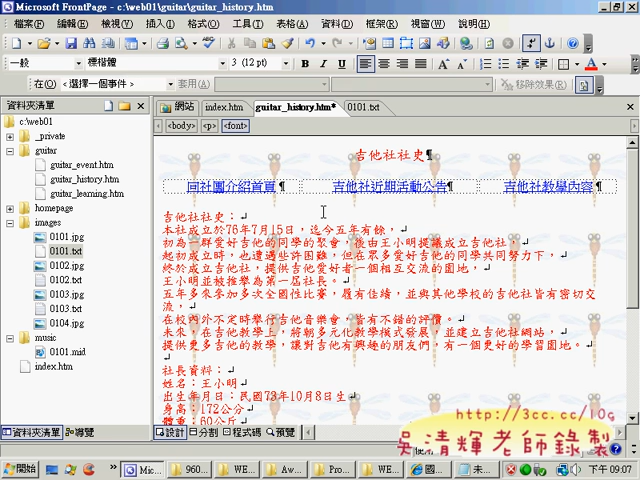 Microsoft FrontPage - c:\web01\guitar\guitar_history.htm
檔案(F) 編輯(E) 檢視(V) 插入(I) 格式(O) 工具(T) 表格(A) 資料(D) 框架(R) 視窗(W) 說明(H)
一般 標楷體 3 (12 pt) B I U A A A
在(O) <選擇一個事件> 套用(A) 移除效果(R)
資料夾清單 網站 index.htm guitar_history.htm* 0101.txt
c:\web01
_private
guitar
guitar_event.htm
guitar_history.htm
guitar_learning.htm
homepage
images
0101.jpg
0101.txt
0102.jpg
0102.txt
0103.jpg
0103.txt
0104.jpg
music
0101.mid
index.htm
<body> <p> <font>
吉他社社史
回社團介紹首頁 吉他社近期活動公告 吉他社教學內容
吉他社社史：
本社成立於76年7月15日，迄今五年有餘，
初為一群愛好吉他的同學的聚會，後由王小明提議成立吉他社，
起初成立時，也遭遇些許困難，但在眾多愛好吉他的同學共同努力下，
終於成立吉他社，提供吉他愛好者一個相互交流的園地，
王小明並被推舉為第一屆社長。
五年多來參加多次全國性比賽，履有佳績，並與其他學校的吉他社皆有密切交
流，
在校內外不定時舉行吉他音樂會，皆有不錯的評價。
未來，在吉他教學上，將朝多元化教學模式發展，並建立吉他社網站，
提供更多吉他的教學，讓對吉他有興趣的朋友們，有一個更好的學習園地。
社長資料：
姓名：王小明
出生年月日：民國73年10月8日生
身高：172公分
體重：60公斤
http://3cc.cc/10g
吳清輝老師錄製
資料夾清單 導覽 設計 分割 程式碼 預覽
開始 Mic... 960... WE... Aw... Pro... WE... 國... 未... 下午 09:07